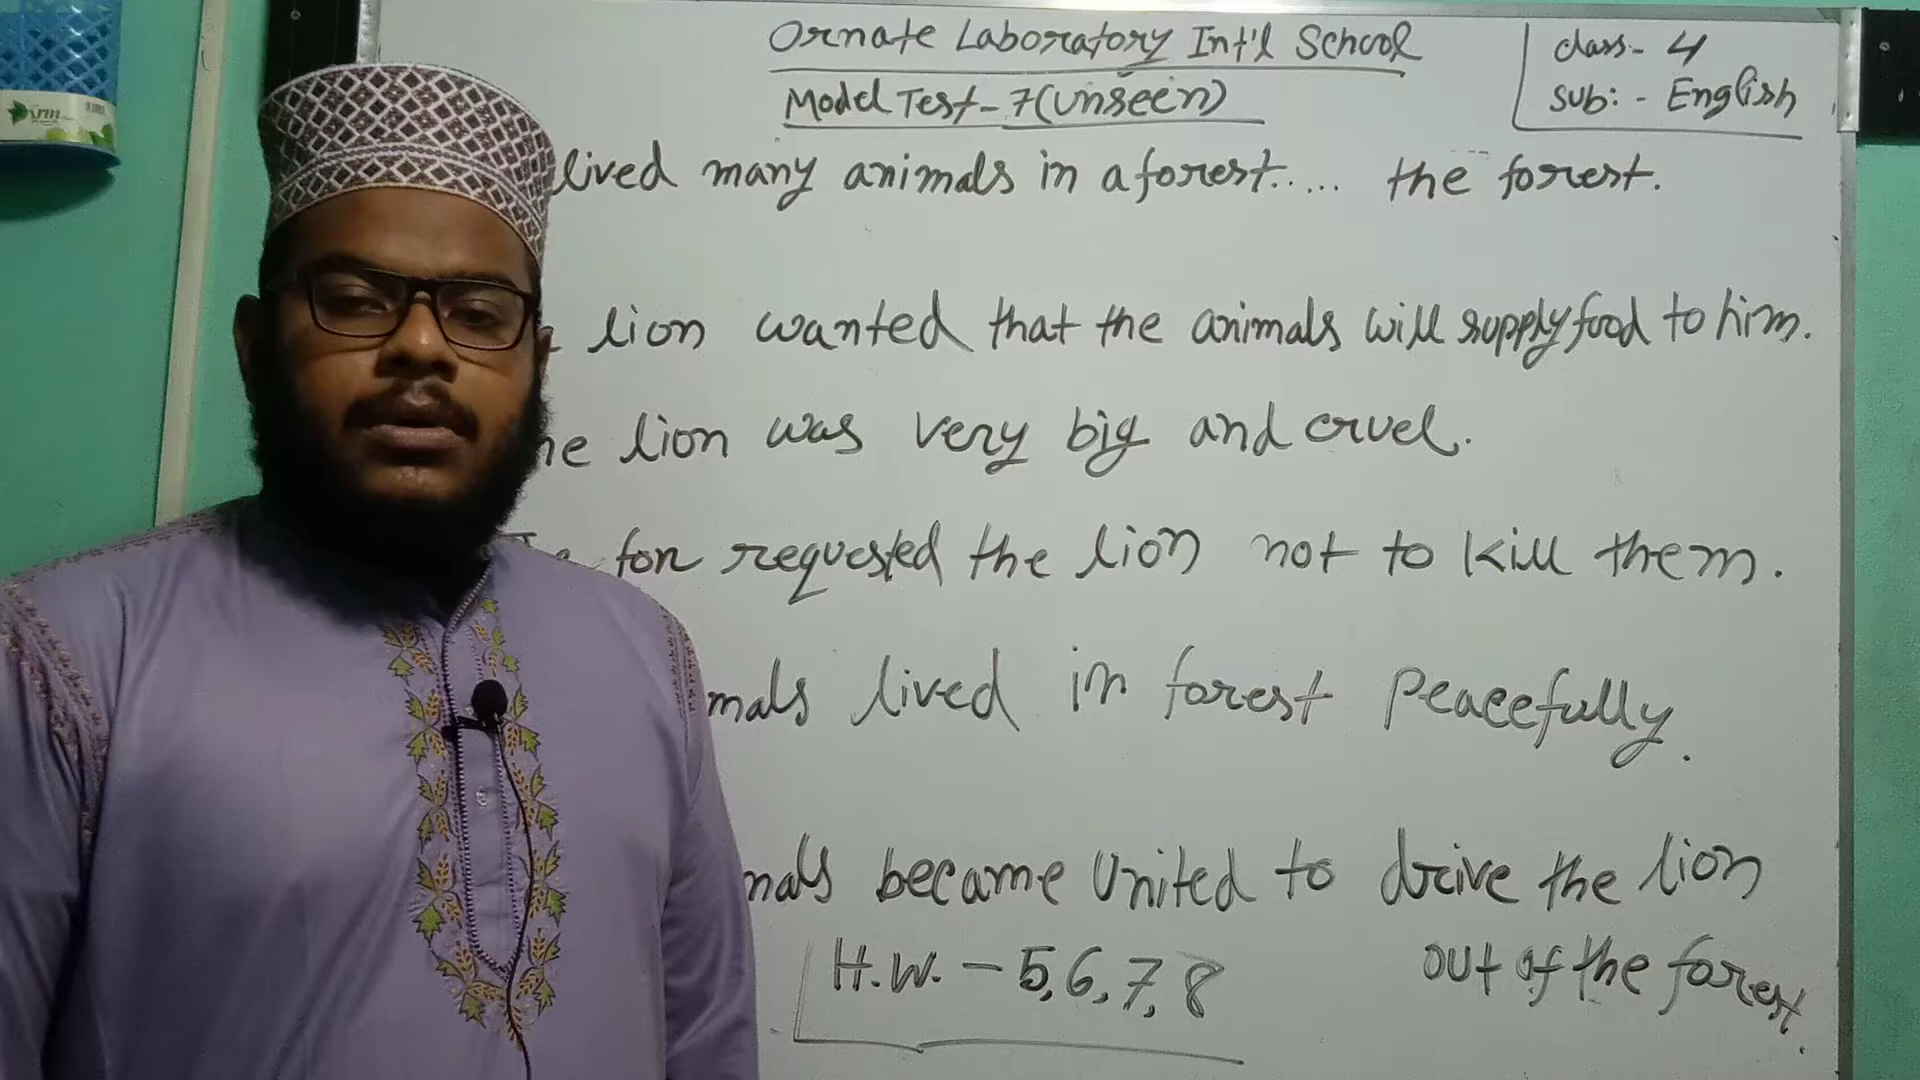 Ornate Laboratory Int'l School
Model Test-7(Unseen)
class- 4
Sub:- English
lived many animals in a forest..... the forest.
lion wanted that the animals will supply food to him.
he lion was very big and cruel.
for requested the lion not to kill them.
mals lived in forest peacefully.
mals became United to drive the lion
out of the forest.
H.W. - 5,6,7,8